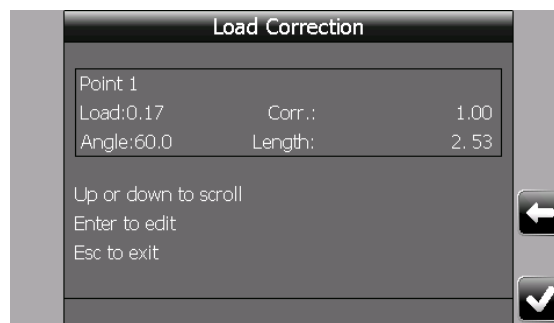 Load Correction
Point 1
Load:0.17 Corr.: 1.00
Angle:60.0 Length: 2.53
Up or down to scroll
Enter to edit
Esc to exit